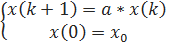 x(k + 1) = a ∗ x(k)
x(0) = x₀